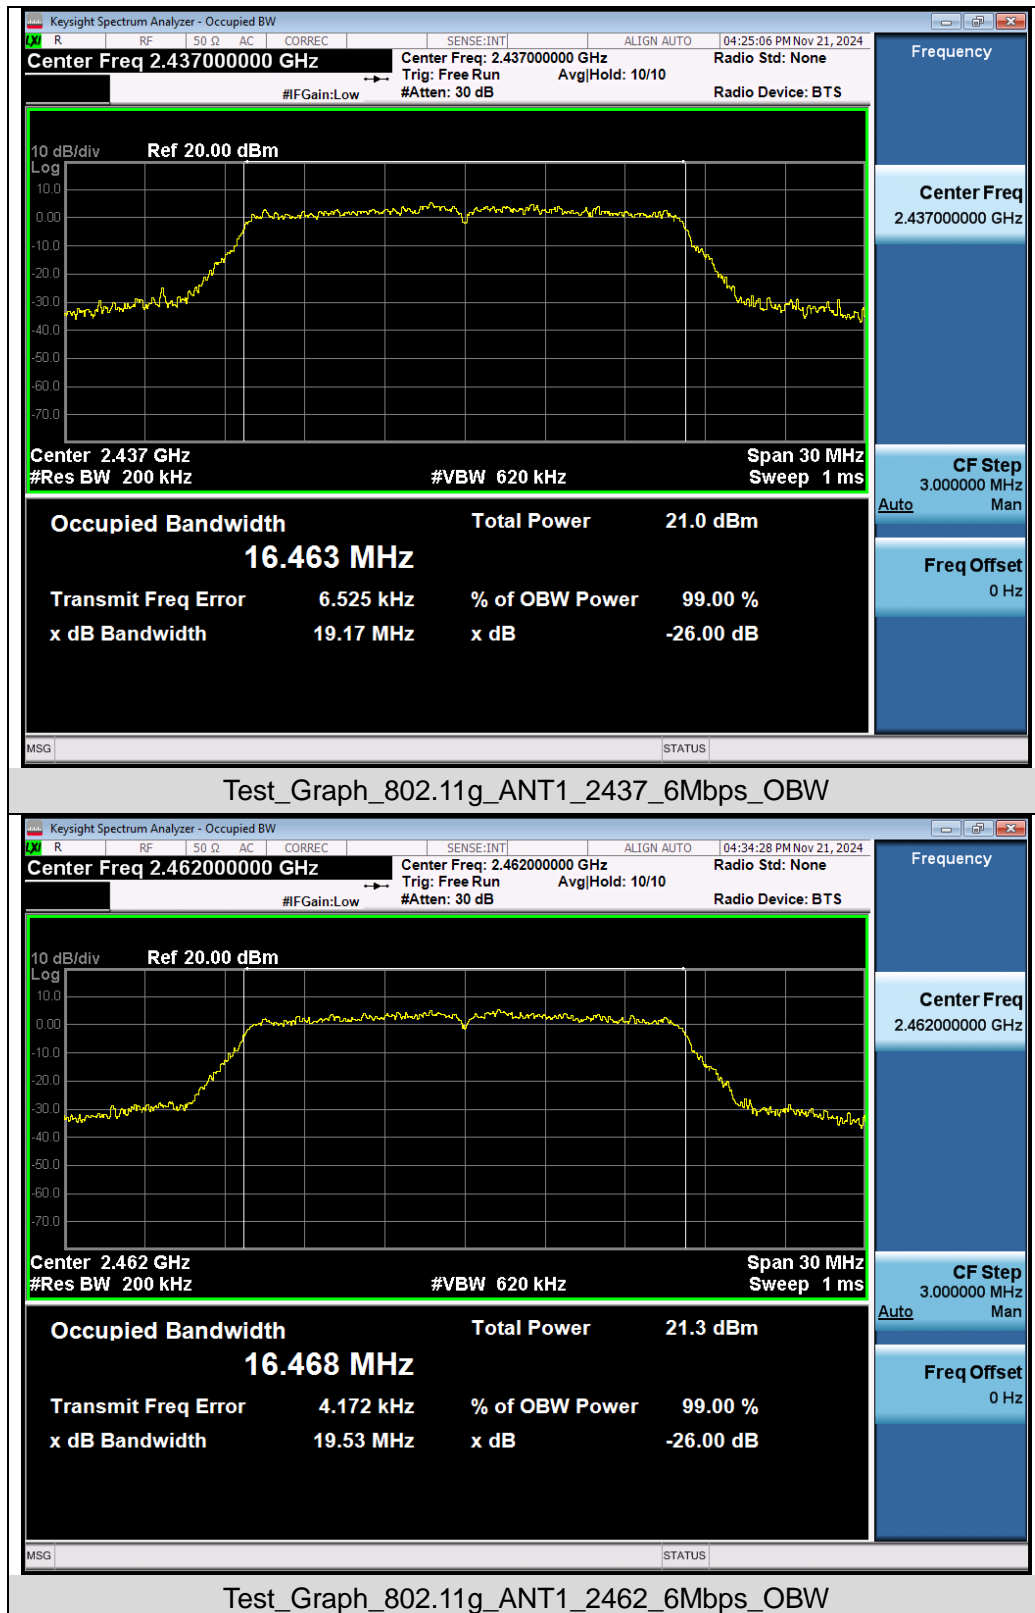 Keysight Spectrum Analyzer - Occupied BW
LXI R RF 50 Ω AC CORREC SENSE:INT ALIGN AUTO 04:25:06 PM Nov 21, 2024
Center Freq 2.437000000 GHz
Center Freq: 2.437000000 GHz Radio Std: None
Trig: Free Run Avg|Hold: 10/10
#IFGain:Low #Atten: 30 dB Radio Device: BTS
10 dB/div Ref 20.00 dBm
Log
10.0
0.00
-10.0
-20.0
-30.0
-40.0
-50.0
-60.0
-70.0
Center 2.437 GHz Span 30 MHz
#Res BW 200 kHz #VBW 620 kHz Sweep 1 ms
Occupied Bandwidth Total Power 21.0 dBm
16.463 MHz
Transmit Freq Error 6.525 kHz % of OBW Power 99.00 %
x dB Bandwidth 19.17 MHz x dB -26.00 dB
MSG STATUS
Frequency
Center Freq
2.437000000 GHz
CF Step
3.000000 MHz
Auto Man
Freq Offset
0 Hz
Test_Graph_802.11g_ANT1_2437_6Mbps_OBW
Keysight Spectrum Analyzer - Occupied BW
LXI R RF 50 Ω AC CORREC SENSE:INT ALIGN AUTO 04:34:28 PM Nov 21, 2024
Center Freq 2.462000000 GHz
Center Freq: 2.462000000 GHz Radio Std: None
Trig: Free Run Avg|Hold: 10/10
#IFGain:Low #Atten: 30 dB Radio Device: BTS
10 dB/div Ref 20.00 dBm
Log
10.0
0.00
-10.0
-20.0
-30.0
-40.0
-50.0
-60.0
-70.0
Center 2.462 GHz Span 30 MHz
#Res BW 200 kHz #VBW 620 kHz Sweep 1 ms
Occupied Bandwidth Total Power 21.3 dBm
16.468 MHz
Transmit Freq Error 4.172 kHz % of OBW Power 99.00 %
x dB Bandwidth 19.53 MHz x dB -26.00 dB
MSG STATUS
Frequency
Center Freq
2.462000000 GHz
CF Step
3.000000 MHz
Auto Man
Freq Offset
0 Hz
Test_Graph_802.11g_ANT1_2462_6Mbps_OBW